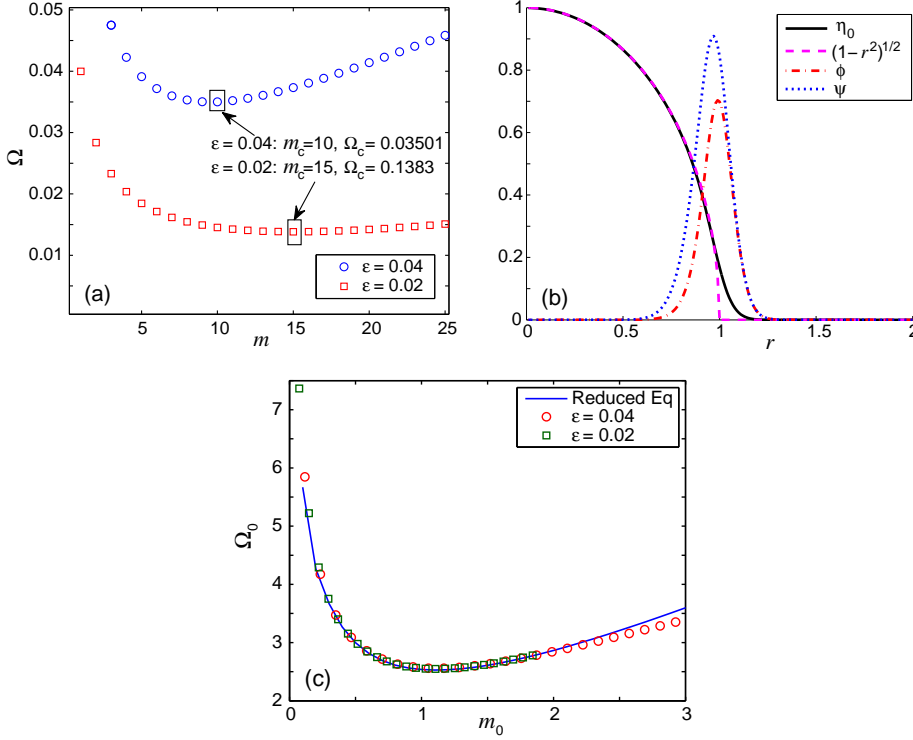 0.05
0.04
0.03
0.02
0.01
Ω
ε = 0.04: m_c=10, Ω_c= 0.03501
ε = 0.02: m_c=15, Ω_c= 0.1383
ε = 0.04
ε = 0.02
(a)
5 10 15 20 25
m
1
0.8
0.6
0.4
0.2
0
η_0
(1− r^2)^{1/2}
ϕ
ψ
(b)
0 0.5 1 1.5 2
r
7
6
5
4
3
2
Ω_0
Reduced Eq
ε = 0.04
ε = 0.02
(c)
0 1 2 3
m_0